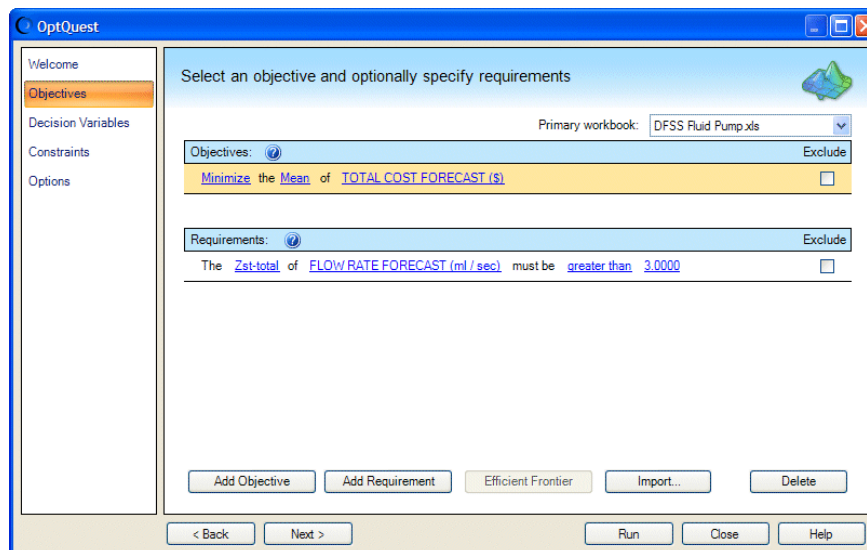 OptQuest
Welcome
Objectives
Decision Variables
Constraints
Options
Select an objective and optionally specify requirements
Primary workbook: DFSS Fluid Pump.xls
Objectives: ? Exclude
Minimize the Mean of TOTAL COST FORECAST ($)
Requirements: ? Exclude
The Zst-total of FLOW RATE FORECAST (ml / sec) must be greater than 3.0000
Add Objective Add Requirement Efficient Frontier Import... Delete
< Back Next > Run Close Help